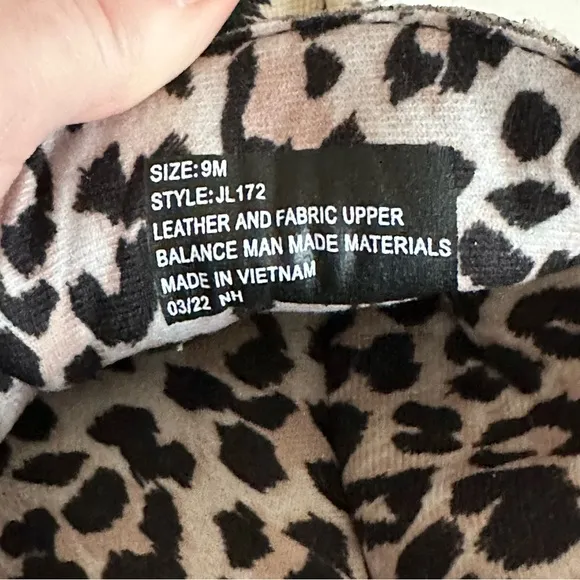 SIZE: 9M
STYLE: JL172
LEATHER AND FABRIC UPPER
BALANCE MAN MADE MATERIALS
MADE IN VIETNAM
03/22 NH